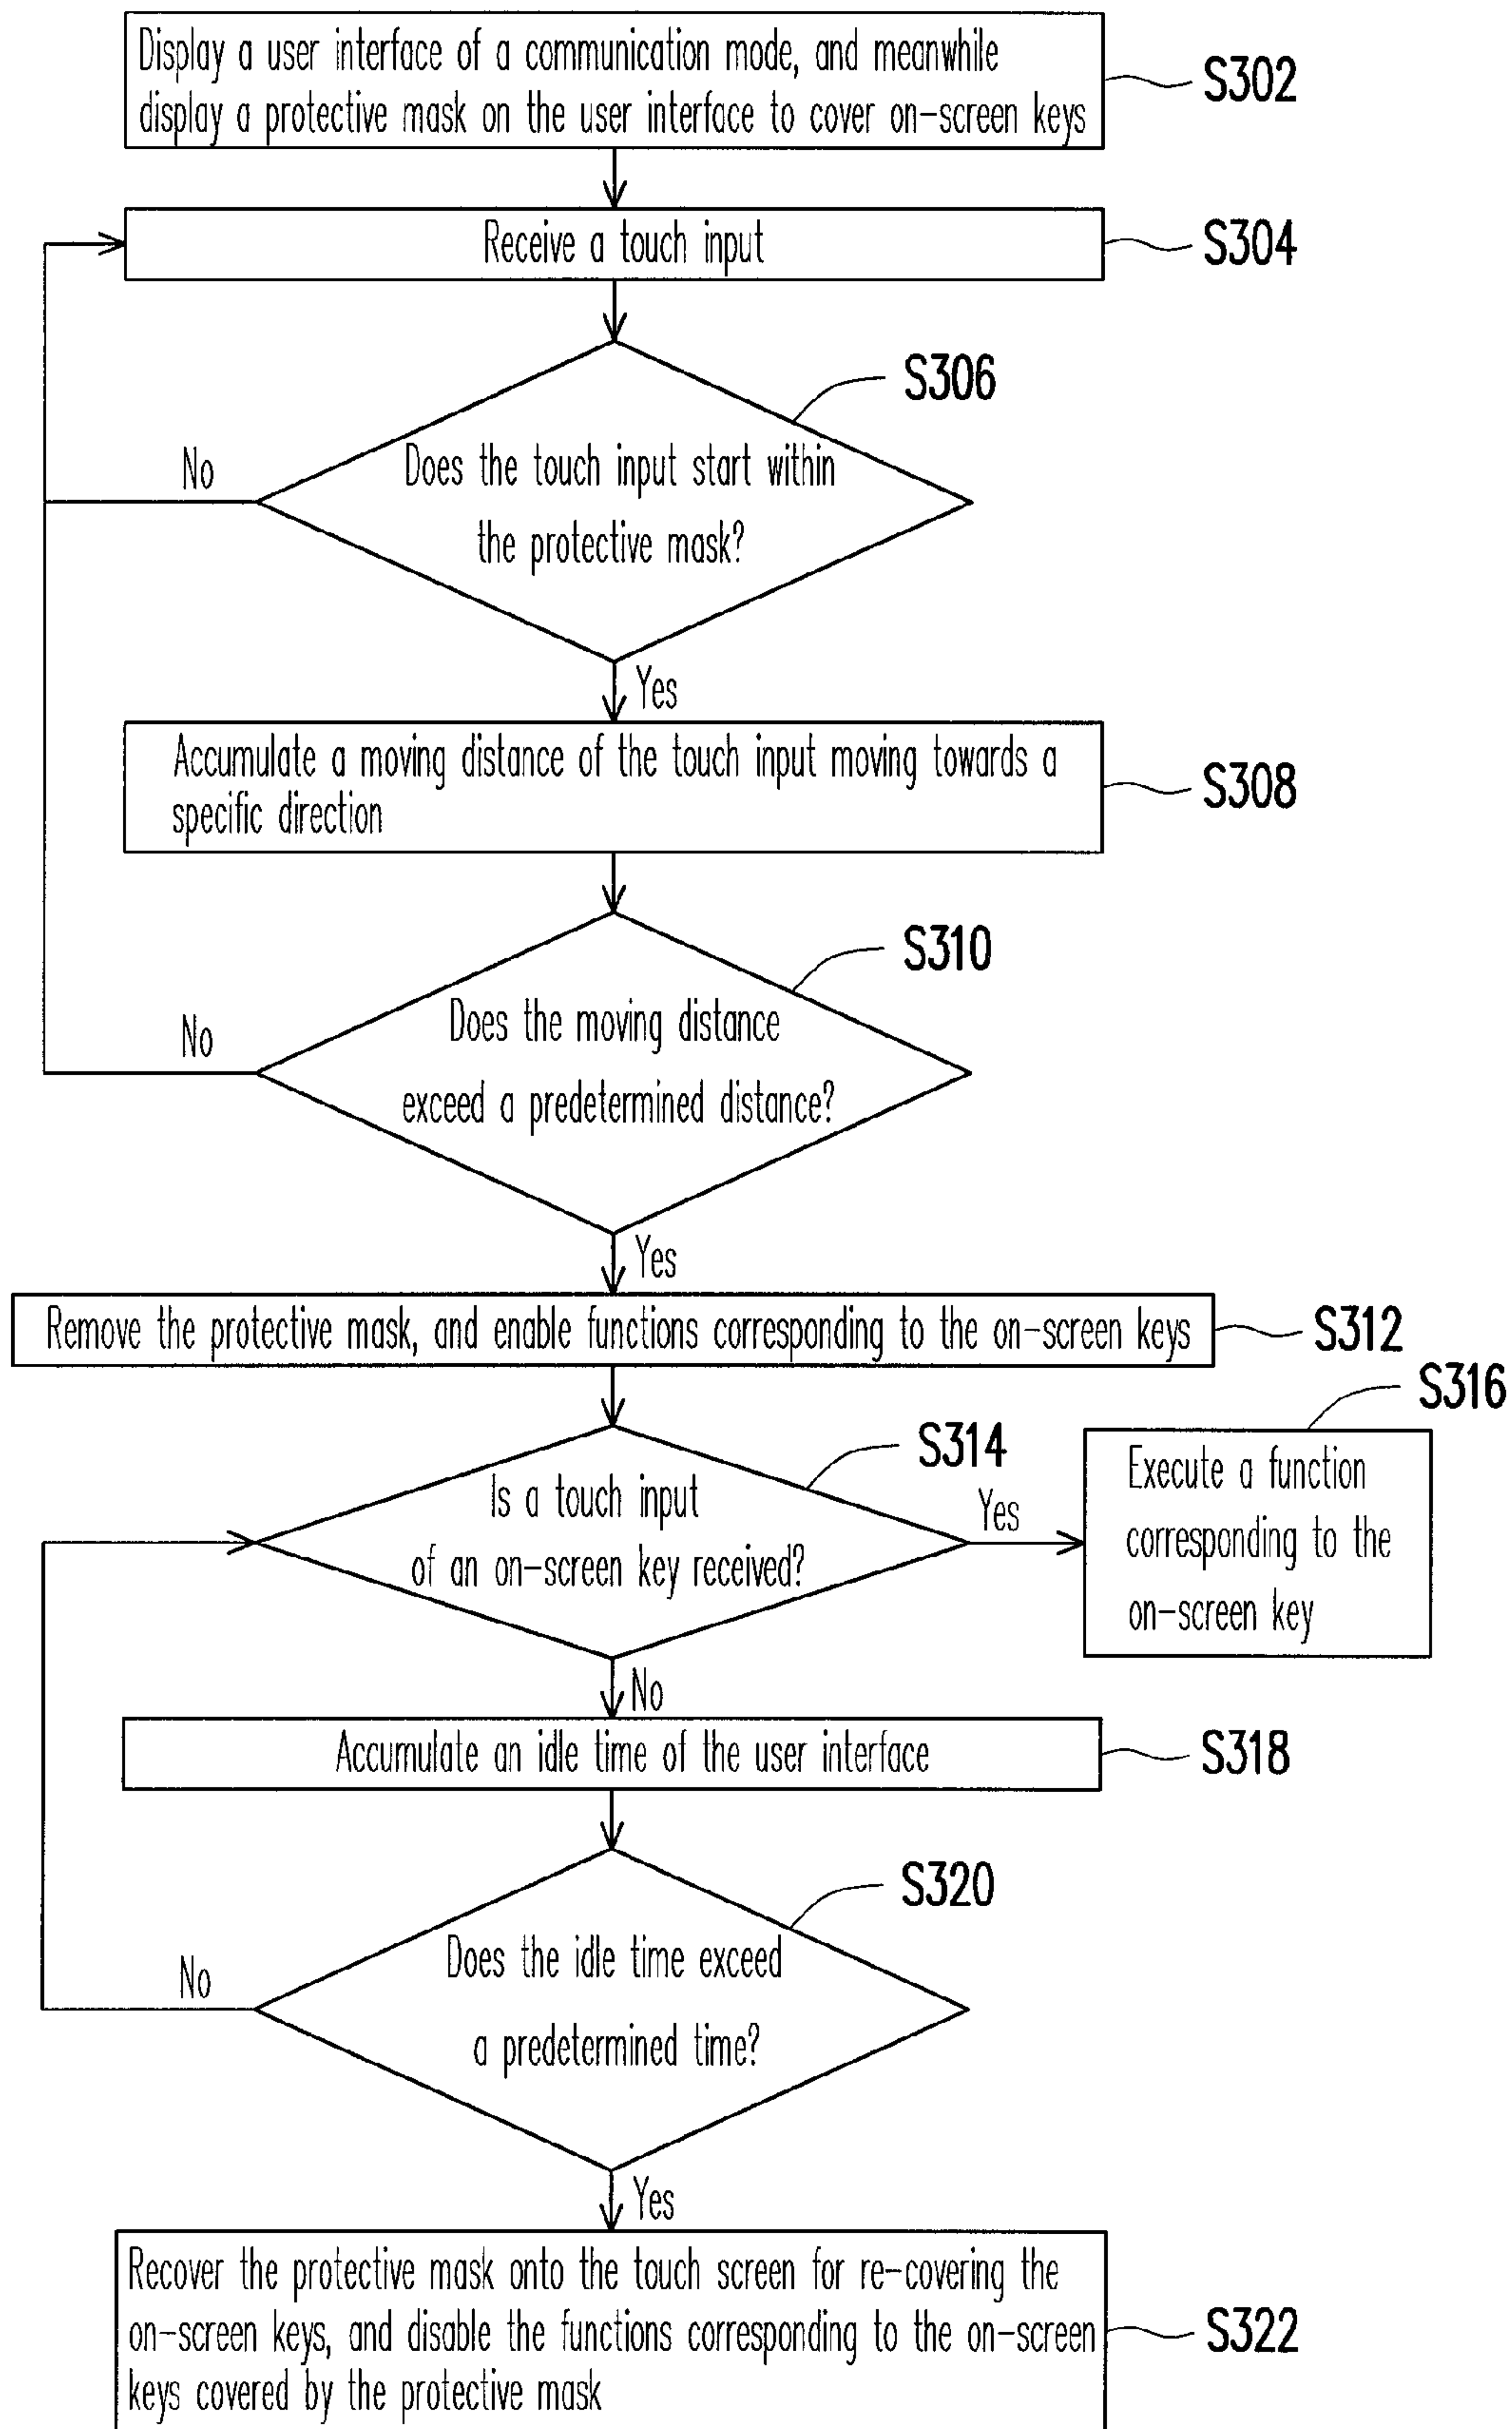 Display a user interface of a communication mode, and meanwhile
display a protective mask on the user interface to cover on-screen keys
S302
Receive a touch input
S304
S306
Does the touch input start within
the protective mask?
No
Yes
Accumulate a moving distance of the touch input moving towards a
specific direction
S308
S310
Does the moving distance
exceed a predetermined distance?
No
Yes
Remove the protective mask, and enable functions corresponding to the on-screen keys
S312
S316
S314
Is a touch input
of an on-screen key received?
Yes
Execute a function
corresponding to the
on-screen key
No
Accumulate an idle time of the user interface
S318
S320
Does the idle time exceed
a predetermined time?
No
Yes
Recover the protective mask onto the touch screen for re-covering the
on-screen keys, and disable the functions corresponding to the on-screen
keys covered by the protective mask
S322